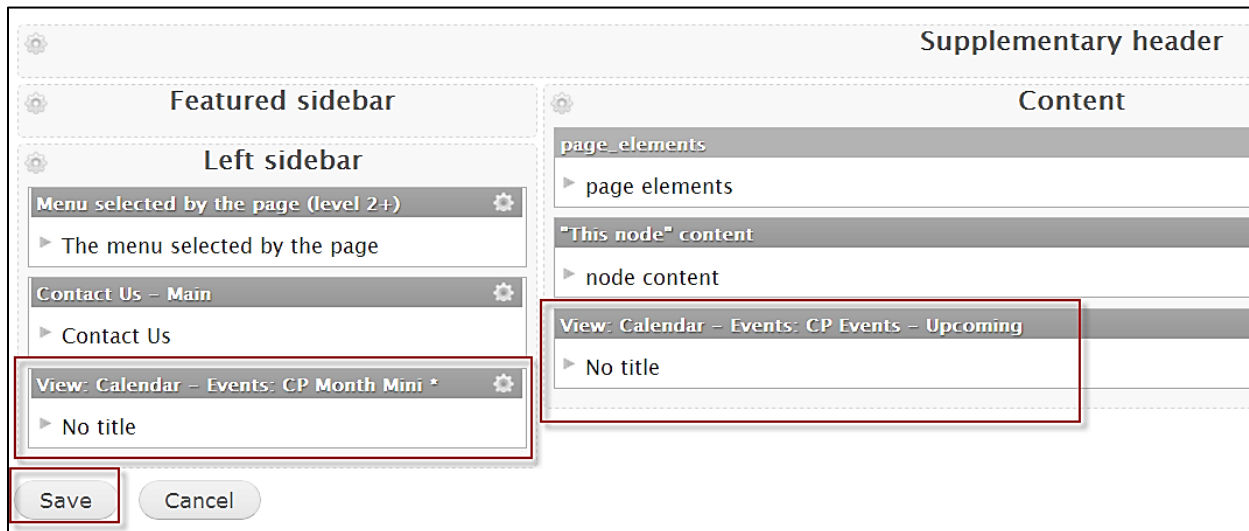 Supplementary header
Featured sidebar
Content
Left sidebar
page_elements
page elements
Menu selected by the page (level 2+)
The menu selected by the page
"This node" content
node content
Contact Us - Main
Contact Us
View: Calendar - Events: CP Events - Upcoming
No title
View: Calendar - Events: CP Month Mini *
No title
Save
Cancel